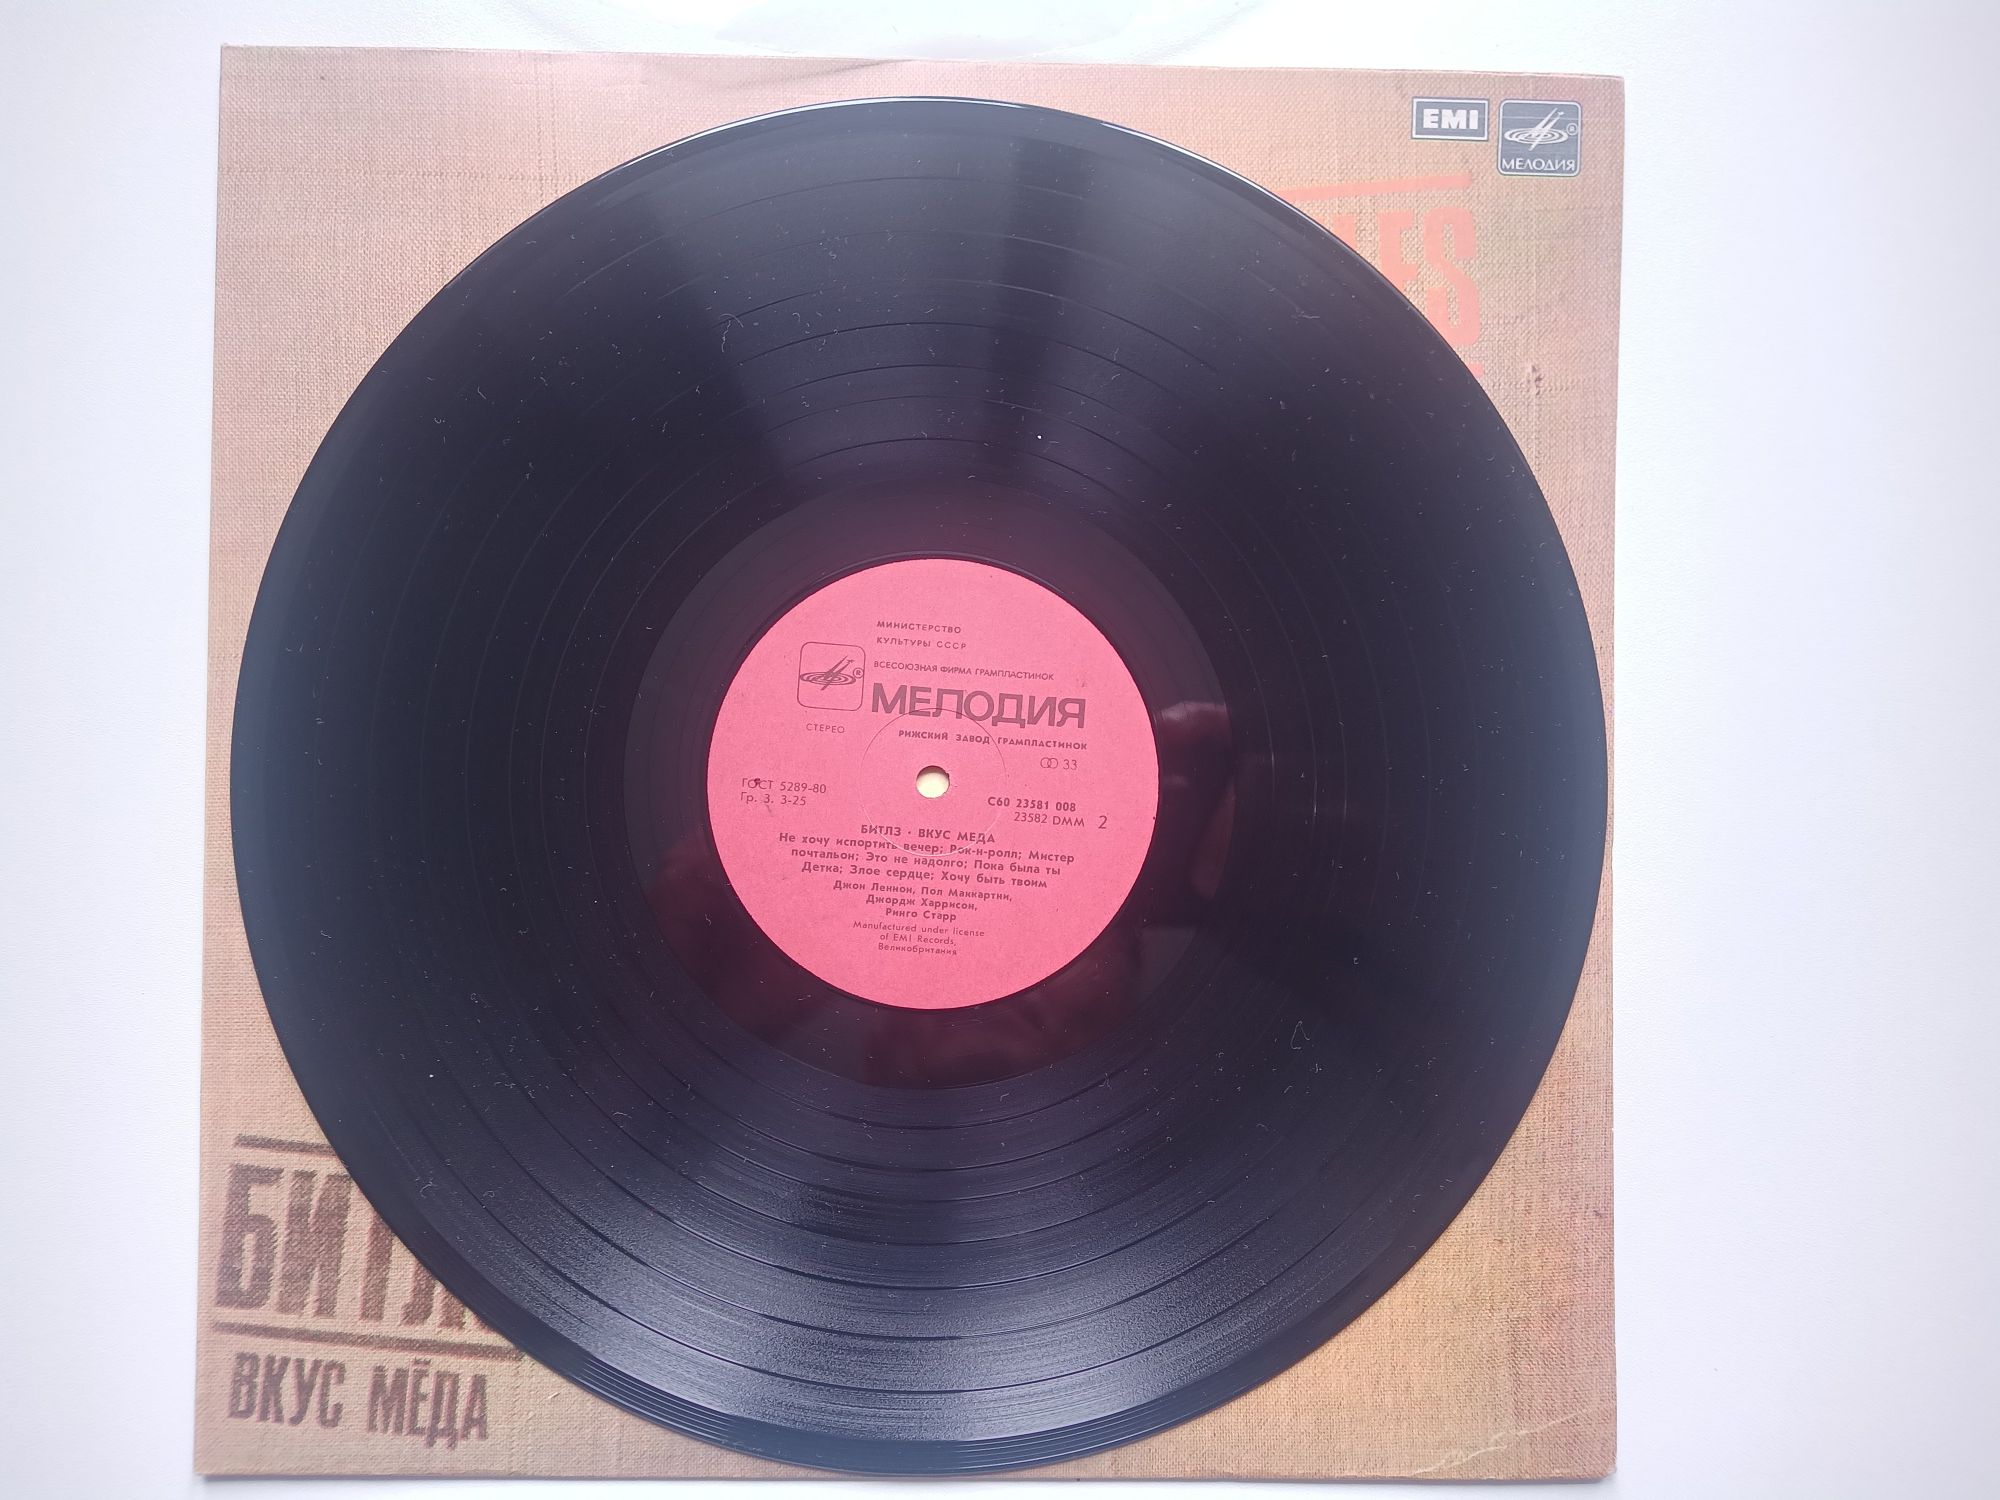 EMI
МЕЛОДИЯ
МИНИСТЕРСТВО
КУЛЬТУРЫ СССР
ВСЕСОЮЗНАЯ ФИРМА ГРАМПЛАСТИНОК
МЕЛОДИЯ
СТЕРЕО
РИЖСКИЙ ЗАВОД ГРАМПЛАСТИНОК
33
ГОСТ 5289-80
Гр. 3. 3-25
С60 23581 008
23582 DMM 2
БИТЛЗ · ВКУС МЕДА
Не хочу испортить вечер; Рок-н-ролл; Мистер
почтальон; Это не надолго; Пока была ты
Детка; Злое сердце; Хочу быть твоим
Джон Леннон, Пол Маккартни,
Джордж Харрисон,
Ринго Старр
Manufactured under license
of EMI Records,
Великобритания
ВКУС МЁДА